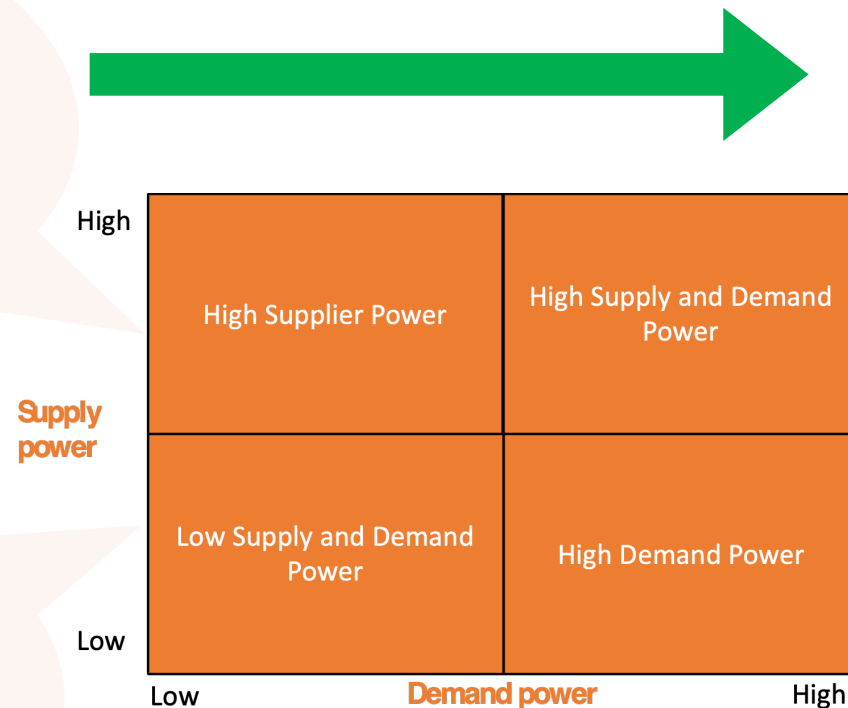 High
High Supplier Power
High Supply and Demand
Power
Supply
power
Low Supply and Demand
Power
High Demand Power
Low
Low
Demand power
High